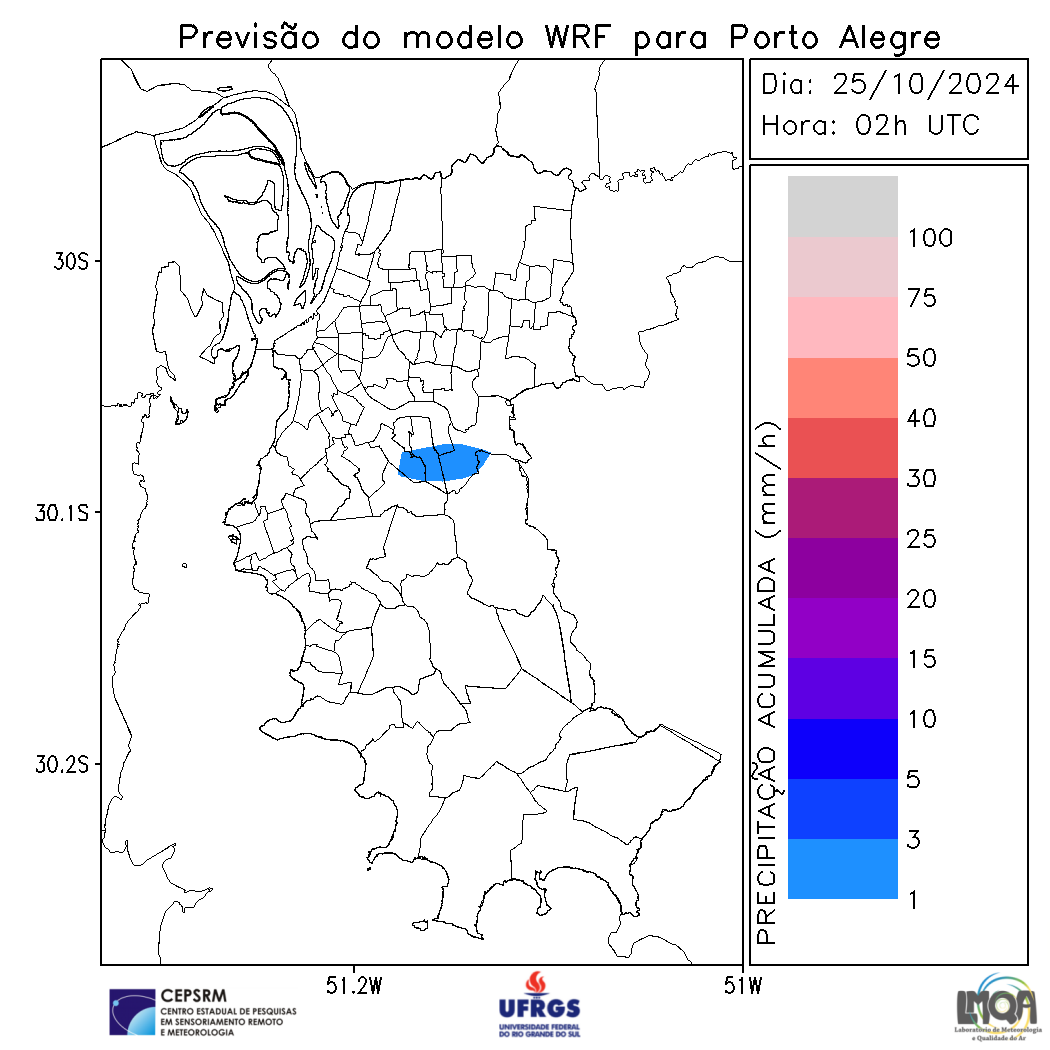 Previsão do modelo WRF para Porto Alegre
Dia: 25/10/2024
Hora: 02h UTC
30S
30.1S
30.2S
51.2W
51W
PRECIPITAÇÃO ACUMULADA (mm/h)
100
75
50
40
30
25
20
15
10
5
3
1
CEPSRM
CENTRO ESTADUAL DE PESQUISAS
EM SENSORIAMENTO REMOTO
E METEOROLOGIA
UFRGS
UNIVERSIDADE FEDERAL
DO RIO GRANDE DO SUL
LMQA
Laboratório de Meteorologia
e Qualidade do Ar